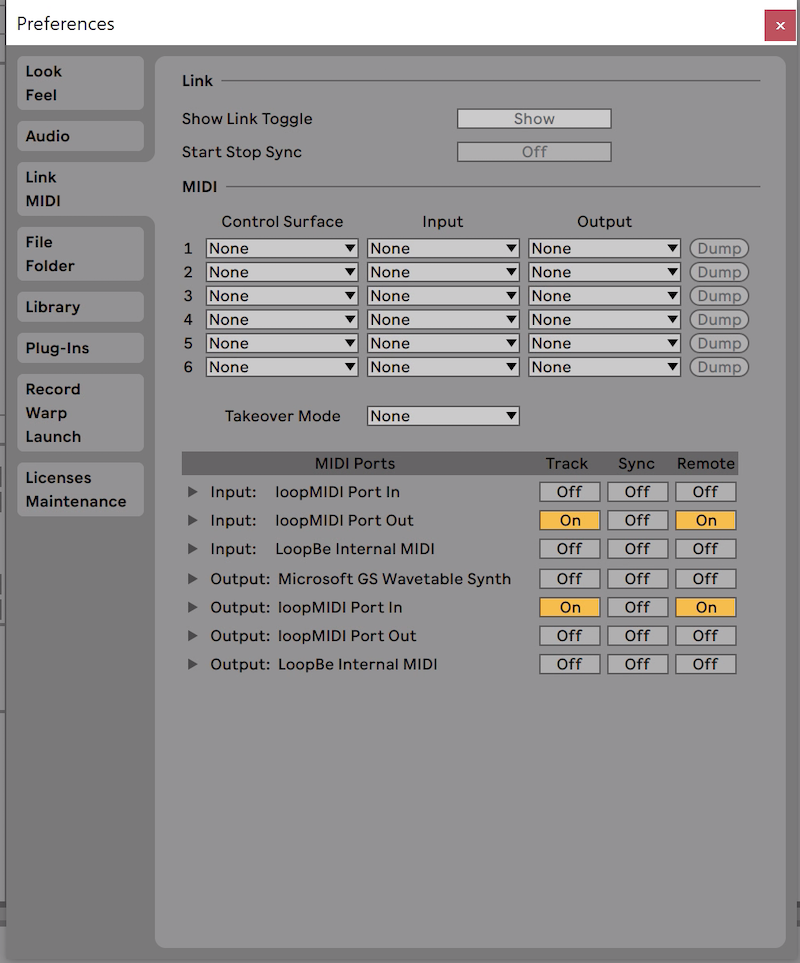 Preferences
Look
Feel
Audio
Link
MIDI
File
Folder
Library
Plug-Ins
Record
Warp
Launch
Licenses
Maintenance
Link
Show Link Toggle Show
Start Stop Sync Off
MIDI
Control Surface Input Output
1 None None None Dump
2 None None None Dump
3 None None None Dump
4 None None None Dump
5 None None None Dump
6 None None None Dump
Takeover Mode None
MIDI Ports Track Sync Remote
Input: loopMIDI Port In Off Off Off
Input: loopMIDI Port Out On Off On
Input: LoopBe Internal MIDI Off Off Off
Output: Microsoft GS Wavetable Synth Off Off Off
Output: loopMIDI Port In On Off On
Output: loopMIDI Port Out Off Off Off
Output: LoopBe Internal MIDI Off Off Off